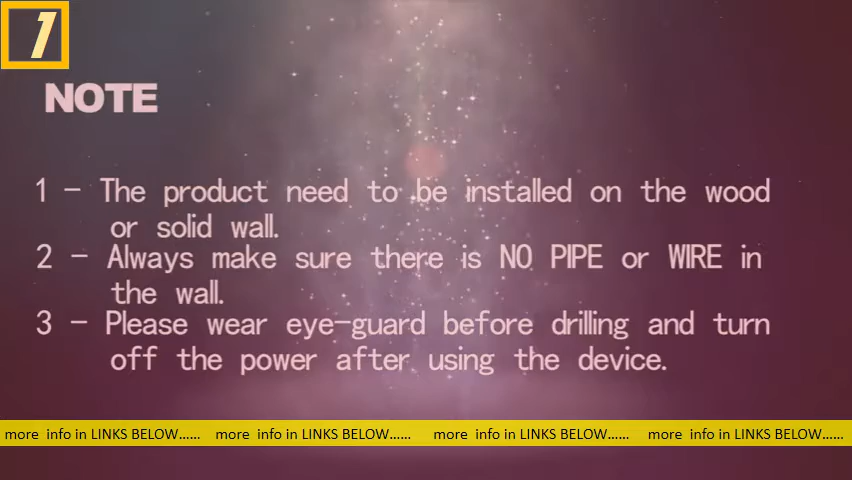 1
NOTE
1 - The product need to be installed on the wood
or solid wall.
2 - Always make sure there is NO PIPE or WIRE in
the wall.
3 - Please wear eye-guard before drilling and turn
off the power after using the device.
more info in LINKS BELOW...... more info in LINKS BELOW...... more info in LINKS BELOW...... more info in LINKS BELOW......